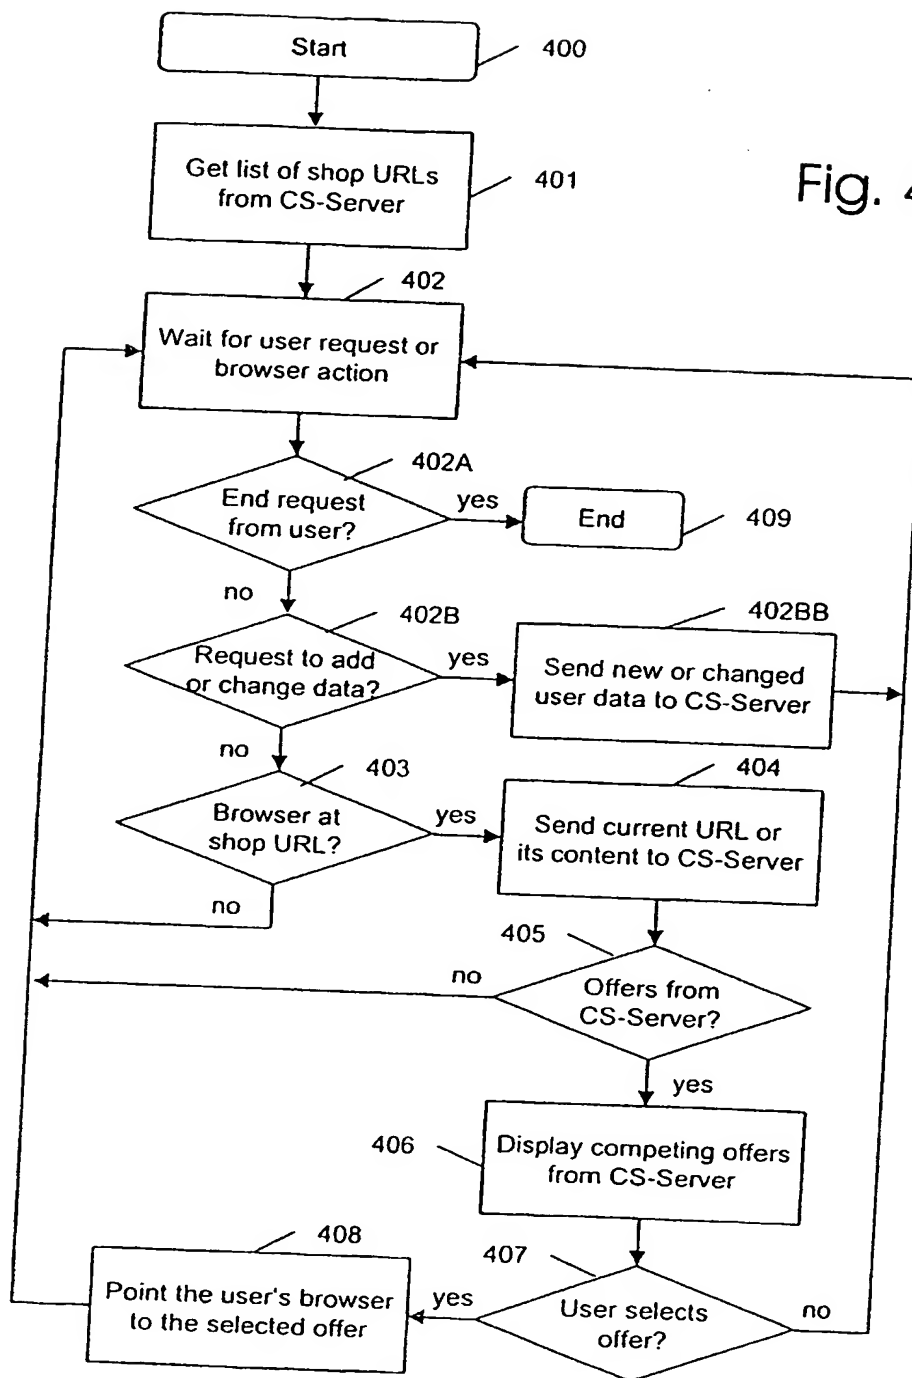 Start
400
Get list of shop URLs
from CS-Server
401
Fig. 4
402
Wait for user request or
browser action
402A
End request
from user?
yes
End
409
no
402B
Request to add
or change data?
yes
402BB
Send new or changed
user data to CS-Server
no
403
Browser at
shop URL?
yes
404
Send current URL or
its content to CS-Server
no
405
Offers from
CS-Server?
no
yes
406
Display competing offers
from CS-Server
408
Point the user's browser
to the selected offer
yes
407
User selects
offer?
no